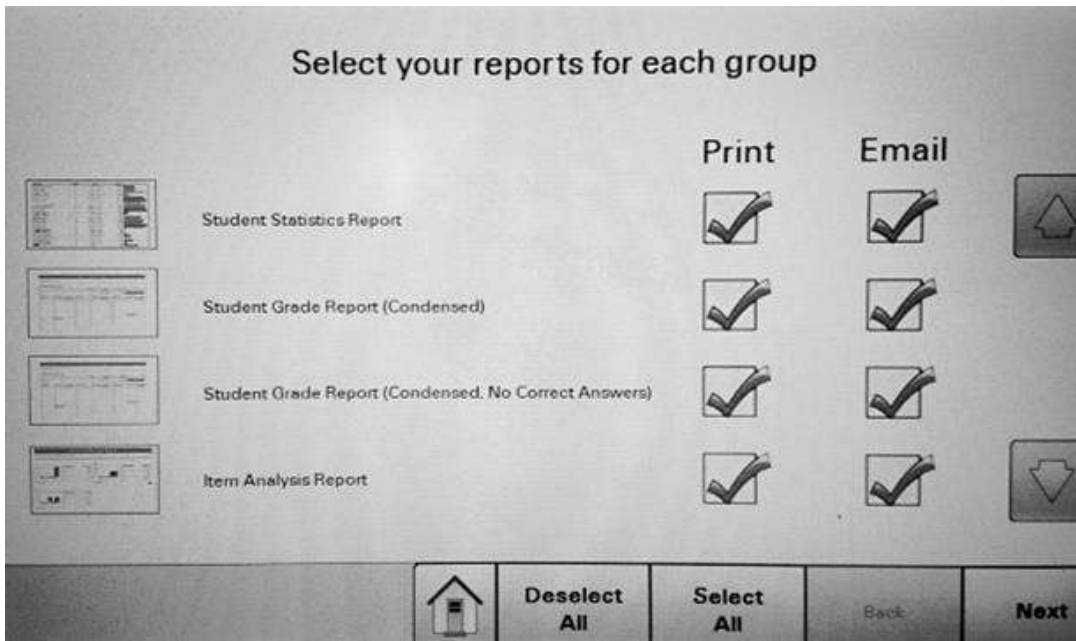 Select your reports for each group
Print Email
Student Statistics Report
Student Grade Report (Condensed)
Student Grade Report (Condensed, No Correct Answers)
Item Analysis Report
Deselect All
Select All
Back
Next